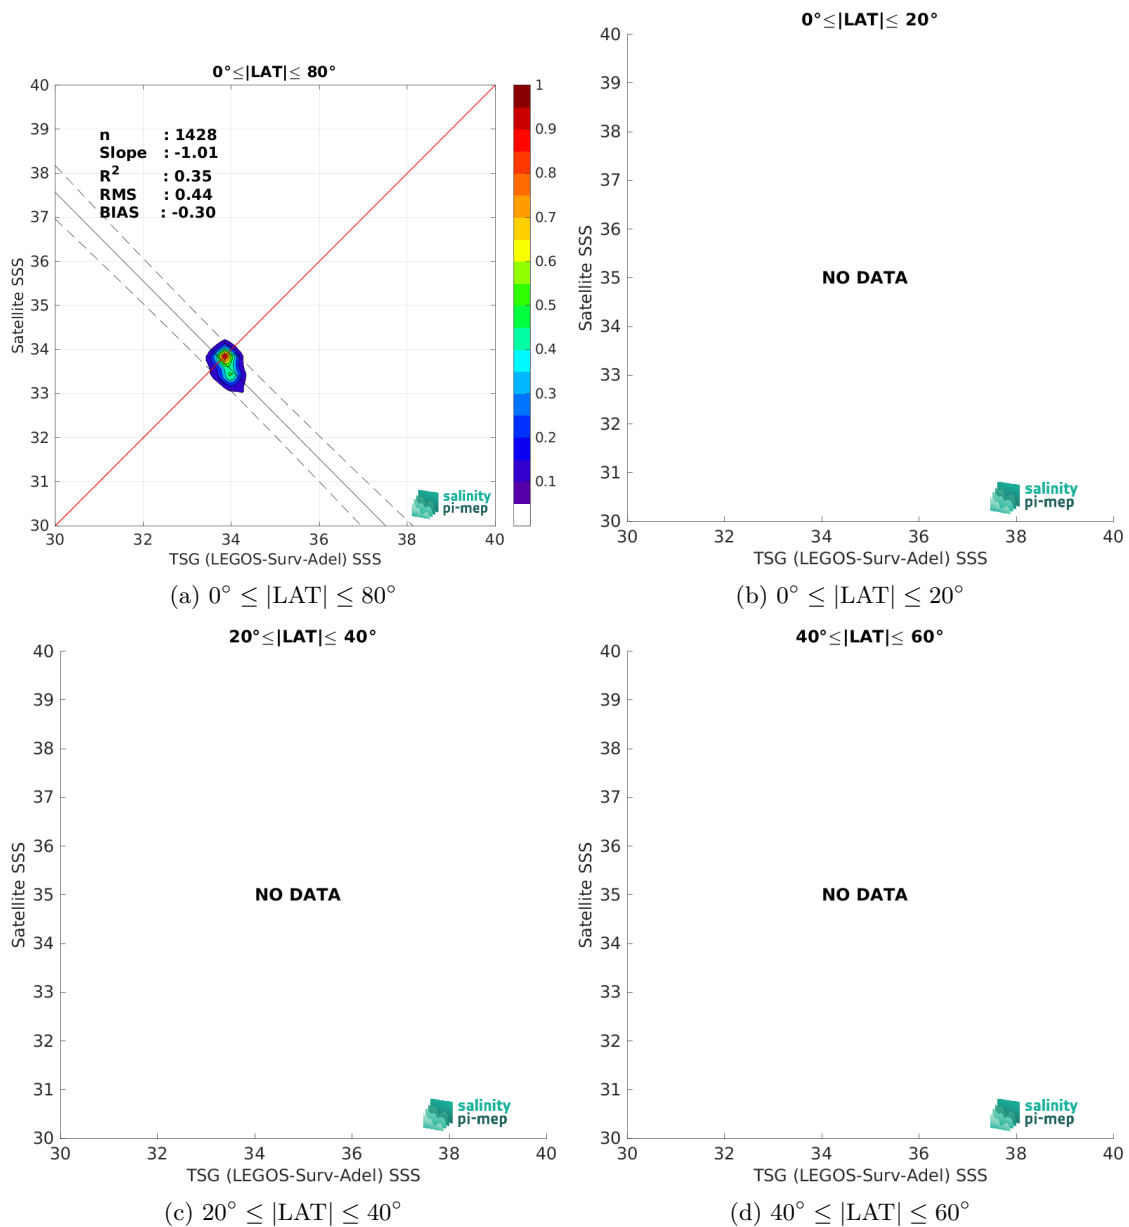 0°≤|LAT|≤ 80°
40
39
38
37
36
35
34
33
32
31
30
Satellite SSS
n : 1428
Slope : -1.01
R² : 0.35
RMS : 0.44
BIAS : -0.30
salinity
pi-mep
30 32 34 36 38 40
TSG (LEGOS-Surv-Adel) SSS
1
0.9
0.8
0.7
0.6
0.5
0.4
0.3
0.2
0.1
(a) 0° ≤ |LAT| ≤ 80°
0°≤|LAT|≤ 20°
40
39
38
37
36
35
34
33
32
31
30
Satellite SSS
NO DATA
salinity
pi-mep
30 32 34 36 38 40
TSG (LEGOS-Surv-Adel) SSS
(b) 0° ≤ |LAT| ≤ 20°
20°≤|LAT|≤ 40°
40
39
38
37
36
35
34
33
32
31
30
Satellite SSS
NO DATA
salinity
pi-mep
30 32 34 36 38 40
TSG (LEGOS-Surv-Adel) SSS
(c) 20° ≤ |LAT| ≤ 40°
40°≤|LAT|≤ 60°
40
39
38
37
36
35
34
33
32
31
30
Satellite SSS
NO DATA
salinity
pi-mep
30 32 34 36 38 40
TSG (LEGOS-Surv-Adel) SSS
(d) 40° ≤ |LAT| ≤ 60°